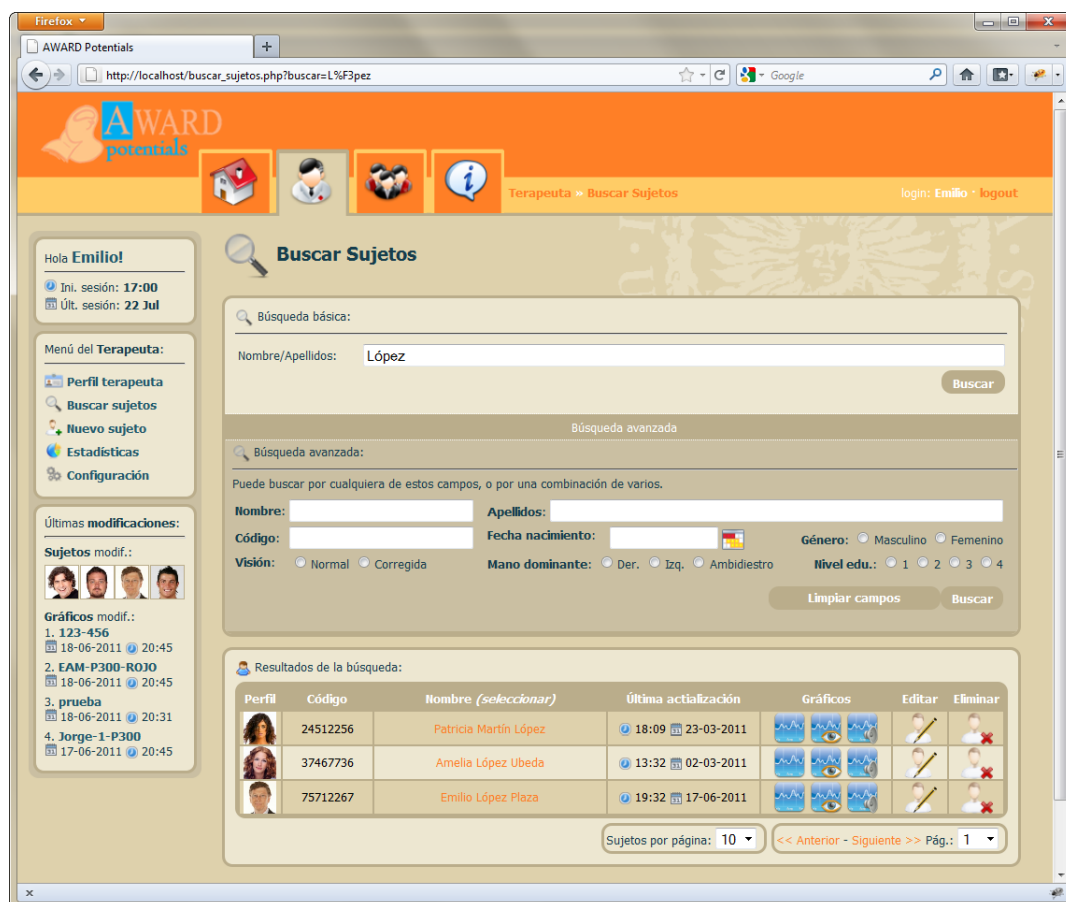 Firefox
AWARD Potentials
http://localhost/buscar_sujetos.php?buscar=L%F3pez
Google
AWARD
potentials
Terapeuta » Buscar Sujetos
login: Emilio · logout
Hola Emilio!
Ini. sesión: 17:00
Últ. sesión: 22 Jul
Menú del Terapeuta:
Perfil terapeuta
Buscar sujetos
Nuevo sujeto
Estadísticas
Configuración
Últimas modificaciones:
Sujetos modif.:
Gráficos modif.:
1. 123-456
18-06-2011 20:45
2. EAM-P300-ROJO
18-06-2011 20:45
3. prueba
18-06-2011 20:31
4. Jorge-1-P300
17-06-2011 20:45
Buscar Sujetos
Búsqueda básica:
Nombre/Apellidos: López
Buscar
Búsqueda avanzada
Búsqueda avanzada:
Puede buscar por cualquiera de estos campos, o por una combinación de varios.
Nombre: Apellidos:
Código: Fecha nacimiento: Género: Masculino Femenino
Visión: Normal Corregida Mano dominante: Der. Izq. Ambidiestro Nivel edu.: 1 2 3 4
Limpiar campos Buscar
Resultados de la búsqueda:
Perfil Código Nombre (seleccionar) Última actialización Gráficos Editar Eliminar
24512256 Patricia Martín López 18:09 23-03-2011
37467736 Amelia López Ubeda 13:32 02-03-2011
75712267 Emilio López Plaza 19:32 17-06-2011
Sujetos por página: 10 << Anterior - Siguiente >> Pág.: 1